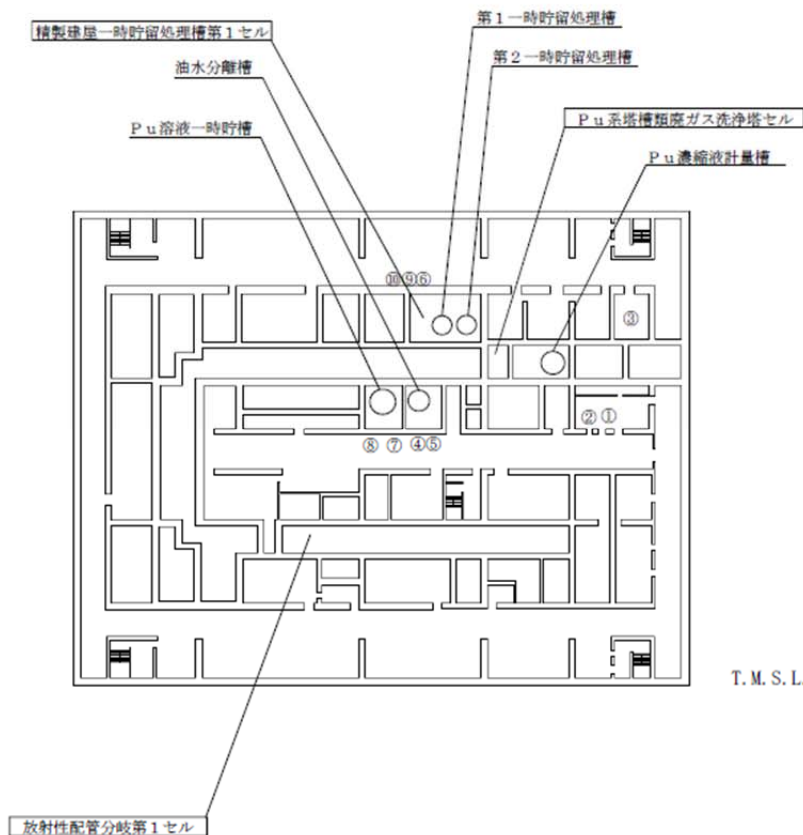 第1一時貯留処理槽
精製建屋一時貯留処理槽第1セル
第2一時貯留処理槽
油水分離槽
Pu系塔槽類廃ガス洗浄塔セル
Pu溶液一時貯槽
Pu濃縮液計量槽
⑩⑨⑥
③
② ①
⑧ ⑦ ④⑤
T.M.S.L.
放射性配管分岐第1セル